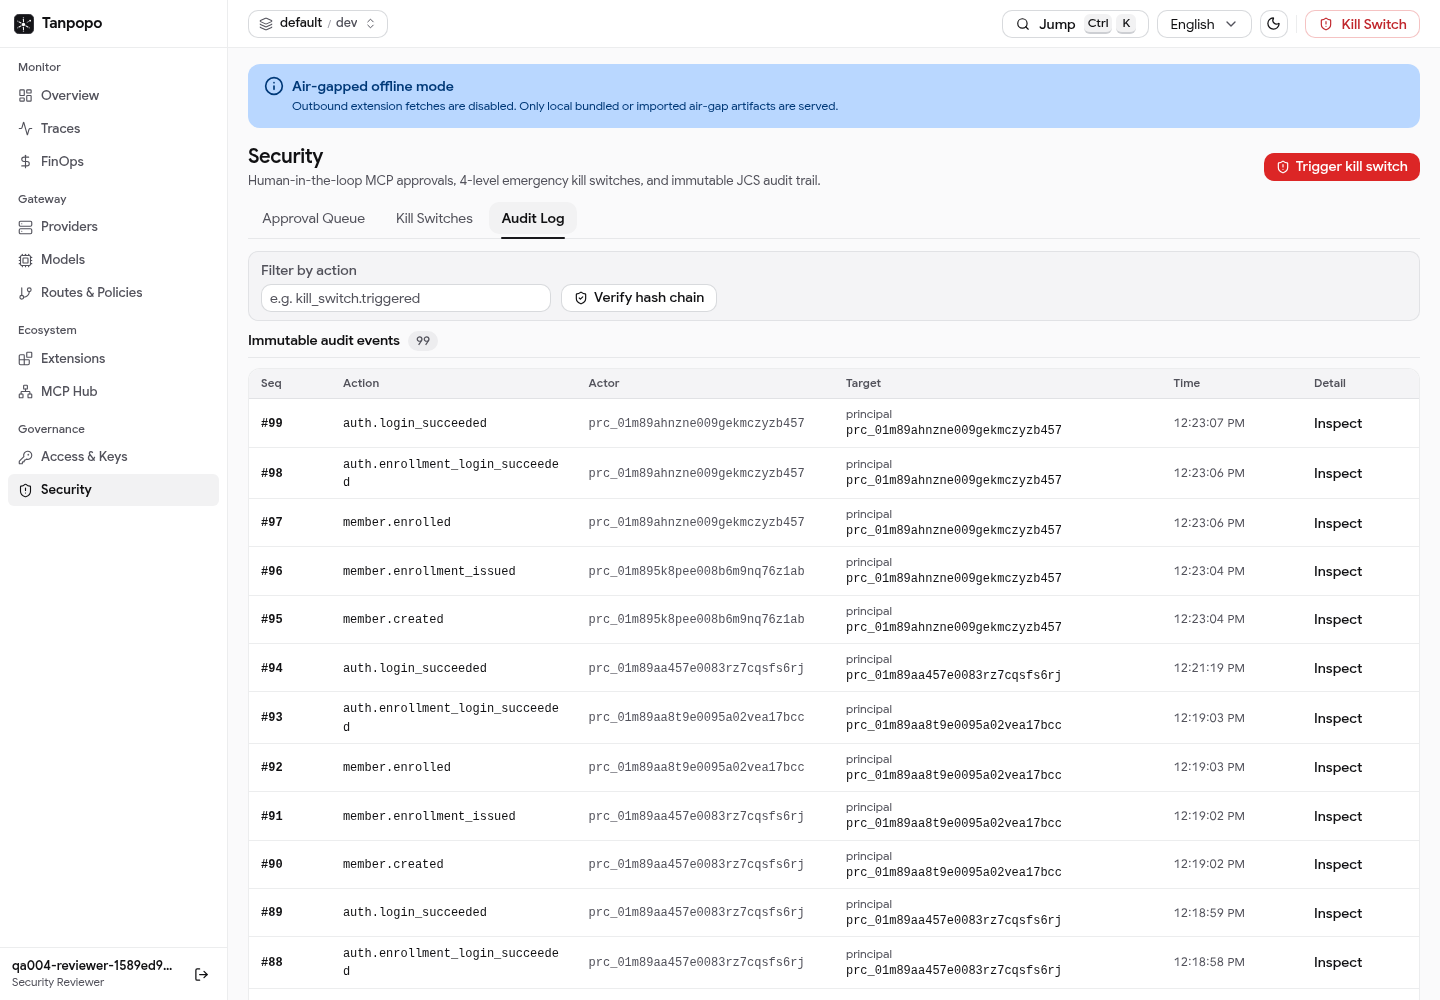 Tanpopo
default / dev
Jump Ctrl K
English
Kill Switch
Monitor
Overview
Traces
FinOps
Gateway
Providers
Models
Routes & Policies
Ecosystem
Extensions
MCP Hub
Governance
Access & Keys
Security
qa004-reviewer-1589ed9...
Security Reviewer
Air-gapped offline mode
Outbound extension fetches are disabled. Only local bundled or imported air-gap artifacts are served.
Security
Human-in-the-loop MCP approvals, 4-level emergency kill switches, and immutable JCS audit trail.
Trigger kill switch
Approval Queue Kill Switches Audit Log
Filter by action
e.g. kill_switch.triggered
Verify hash chain
Immutable audit events 99
Seq Action Actor Target Time Detail
#99 auth.login_succeeded prc_01m89ahnzne009gekmczyzb457 principal
prc_01m89ahnzne009gekmczyzb457 12:23:07 PM Inspect
#98 auth.enrollment_login_succeede
d prc_01m89ahnzne009gekmczyzb457 principal
prc_01m89ahnzne009gekmczyzb457 12:23:06 PM Inspect
#97 member.enrolled prc_01m89ahnzne009gekmczyzb457 principal
prc_01m89ahnzne009gekmczyzb457 12:23:06 PM Inspect
#96 member.enrollment_issued prc_01m895k8pee008b6m9nq76z1ab principal
prc_01m89ahnzne009gekmczyzb457 12:23:04 PM Inspect
#95 member.created prc_01m895k8pee008b6m9nq76z1ab principal
prc_01m89ahnzne009gekmczyzb457 12:23:04 PM Inspect
#94 auth.login_succeeded prc_01m89aa457e0083rz7cqsfs6rj principal
prc_01m89aa457e0083rz7cqsfs6rj 12:21:19 PM Inspect
#93 auth.enrollment_login_succeede
d prc_01m89aa8t9e0095a02vea17bcc principal
prc_01m89aa8t9e0095a02vea17bcc 12:19:03 PM Inspect
#92 member.enrolled prc_01m89aa8t9e0095a02vea17bcc principal
prc_01m89aa8t9e0095a02vea17bcc 12:19:03 PM Inspect
#91 member.enrollment_issued prc_01m89aa457e0083rz7cqsfs6rj principal
prc_01m89aa8t9e0095a02vea17bcc 12:19:02 PM Inspect
#90 member.created prc_01m89aa457e0083rz7cqsfs6rj principal
prc_01m89aa8t9e0095a02vea17bcc 12:19:02 PM Inspect
#89 auth.login_succeeded prc_01m89aa457e0083rz7cqsfs6rj principal
prc_01m89aa457e0083rz7cqsfs6rj 12:18:59 PM Inspect
#88 auth.enrollment_login_succeede
d prc_01m89aa457e0083rz7cqsfs6rj principal
prc_01m89aa457e0083rz7cqsfs6rj 12:18:58 PM Inspect